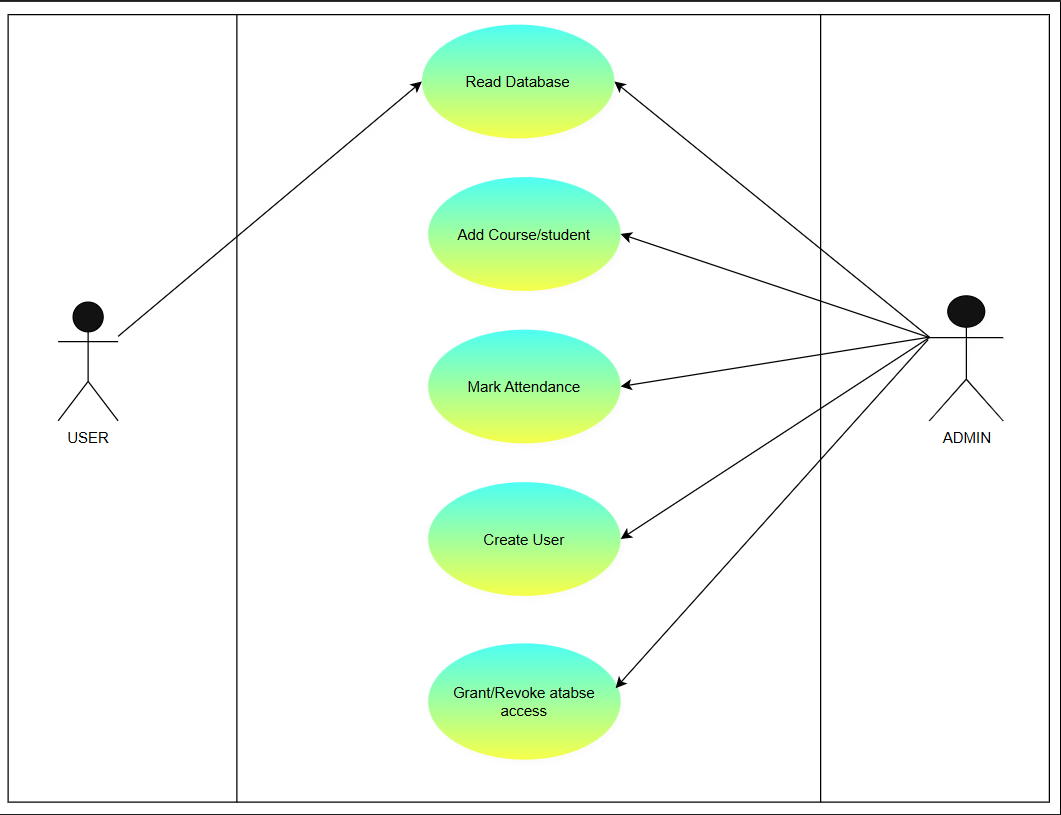 Read Database
Add Course/student
Mark Attendance
USER
ADMIN
Create User
Grant/Revoke atabse
access